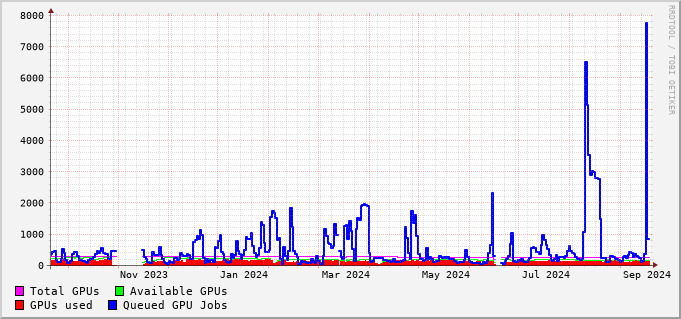 8000
7000
6000
5000
4000
3000
2000
1000
0
Nov 2023 Jan 2024 Mar 2024 May 2024 Jul 2024 Sep 2024
Total GPUs Available GPUs
GPUs used Queued GPU Jobs
RRDTOOL / TOBI OETIKER